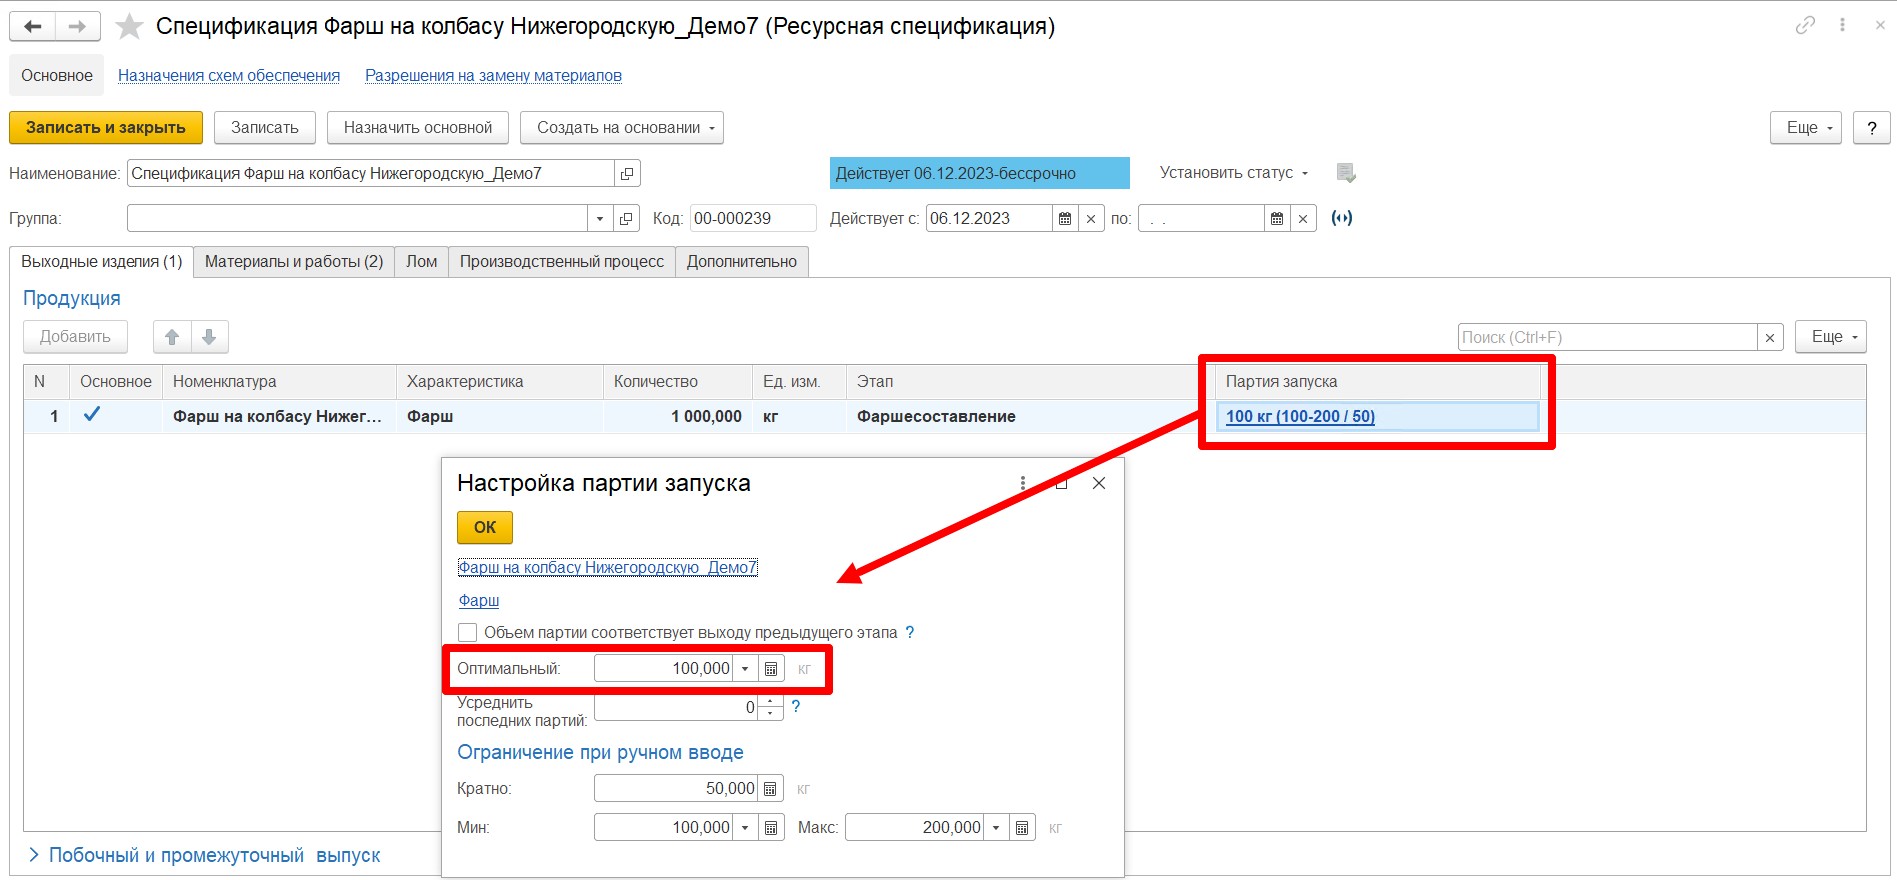 Спецификация Фарш на колбасу Нижегородскую_Демо7 (Ресурсная спецификация)
Основное Назначения схем обеспечения Разрешения на замену материалов
Записать и закрыть Записать Назначить основной Создать на основании Еще ?
Наименование: Спецификация Фарш на колбасу Нижегородскую_Демо7 Действует 06.12.2023-бессрочно Установить статус
Группа: Код: 00-000239 Действует с: 06.12.2023 по: . .
Выходные изделия (1) Материалы и работы (2) Лом Производственный процесс Дополнительно
Продукция
Добавить Поиск (Ctrl+F) Еще
N Основное Номенклатура Характеристика Количество Ед. изм. Этап Партия запуска
1 Фарш на колбасу Нижег... Фарш 1 000,000 кг Фаршесоставление 100 кг (100-200 / 50)
Настройка партии запуска
ОК
Фарш на колбасу Нижегородскую_Демо7
Фарш
Объем партии соответствует выходу предыдущего этапа ?
Оптимальный: 100,000 кг
Усреднить
последних партий: 0 ?
Ограничение при ручном вводе
Кратно: 50,000 кг
Мин: 100,000 Макс: 200,000 кг
Побочный и промежуточный выпуск